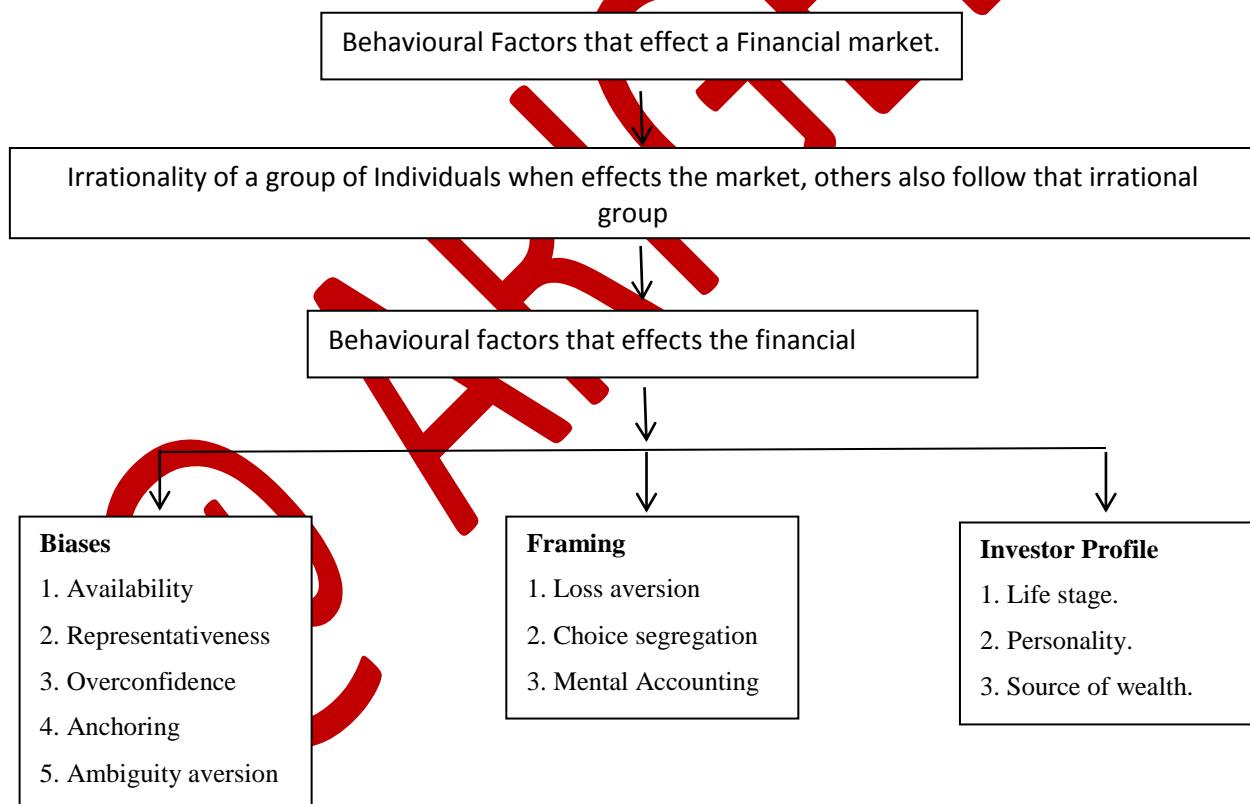 Behavioural Factors that effect a Financial market.
Irrationality of a group of Individuals when effects the market, others also follow that irrational
group
Behavioural factors that effects the financial
Biases
1. Availability
2. Representativeness
3. Overconfidence
4. Anchoring
5. Ambiguity aversion
Framing
1. Loss aversion
2. Choice segregation
3. Mental Accounting
Investor Profile
1. Life stage.
2. Personality.
3. Source of wealth.